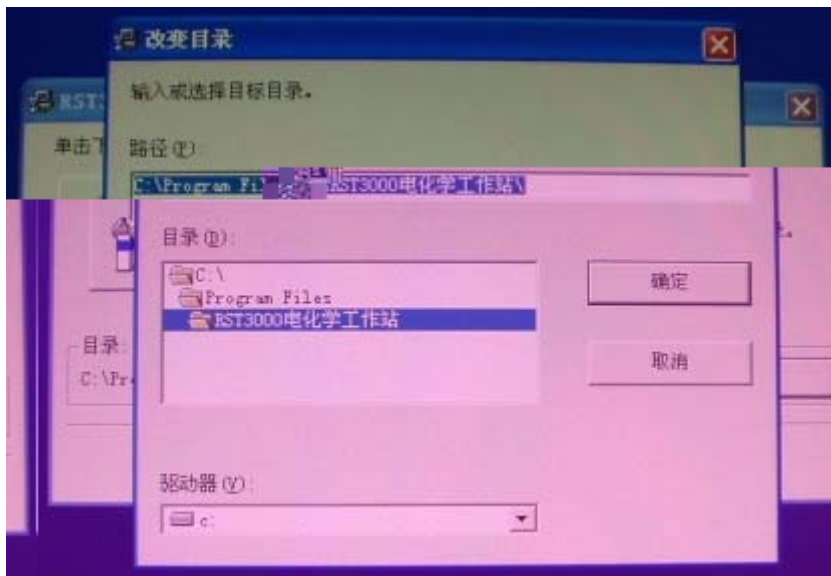 改变目录
输入或选择目标目录。
RST
单击下
路径(P):
C:\Program Fil RST3000电化学工作站\
目录(D):
C:\
Program Files
RST3000电化学工作站
确定
取消
目录:
C:\Pr
驱动器(V):
c: